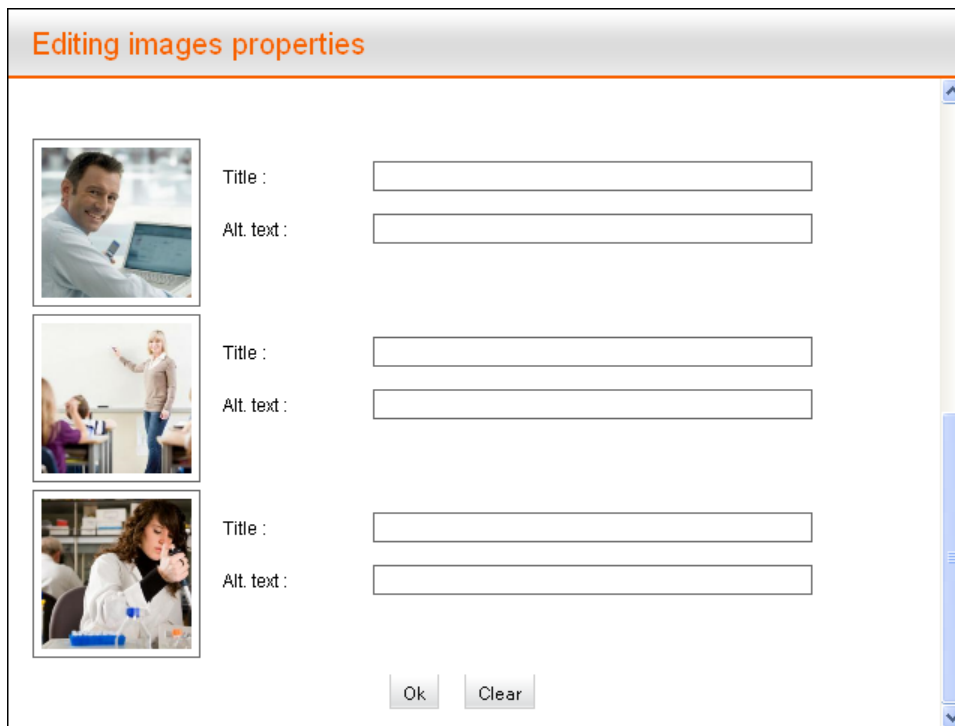 Editing images properties
Title :
Alt. text :
Title :
Alt. text :
Title :
Alt. text :
Ok Clear